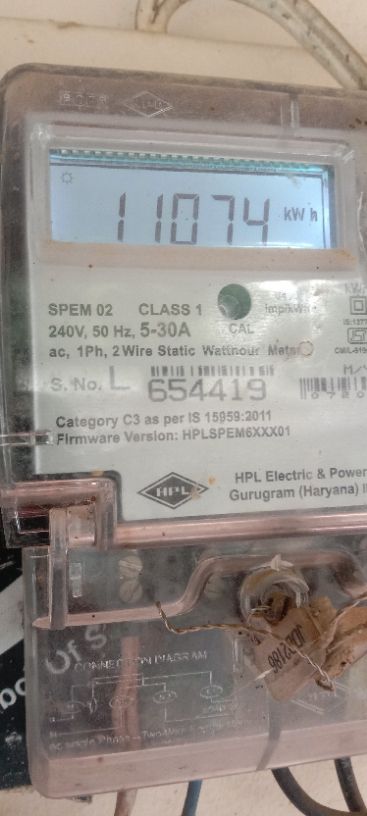 11074 kWh
SPEM 02 CLASS 1
240V, 50 Hz, 5-30A CAL
ac, 1Ph, 2 Wire Static Watthour Meter
S. No. L 654419
Category C3 as per IS 15959:2011
Firmware Version: HPLSPEM6XXX01
HPL
HPL Electric & Power
Gurugram (Haryana)
CONNECTION DIAGRAM